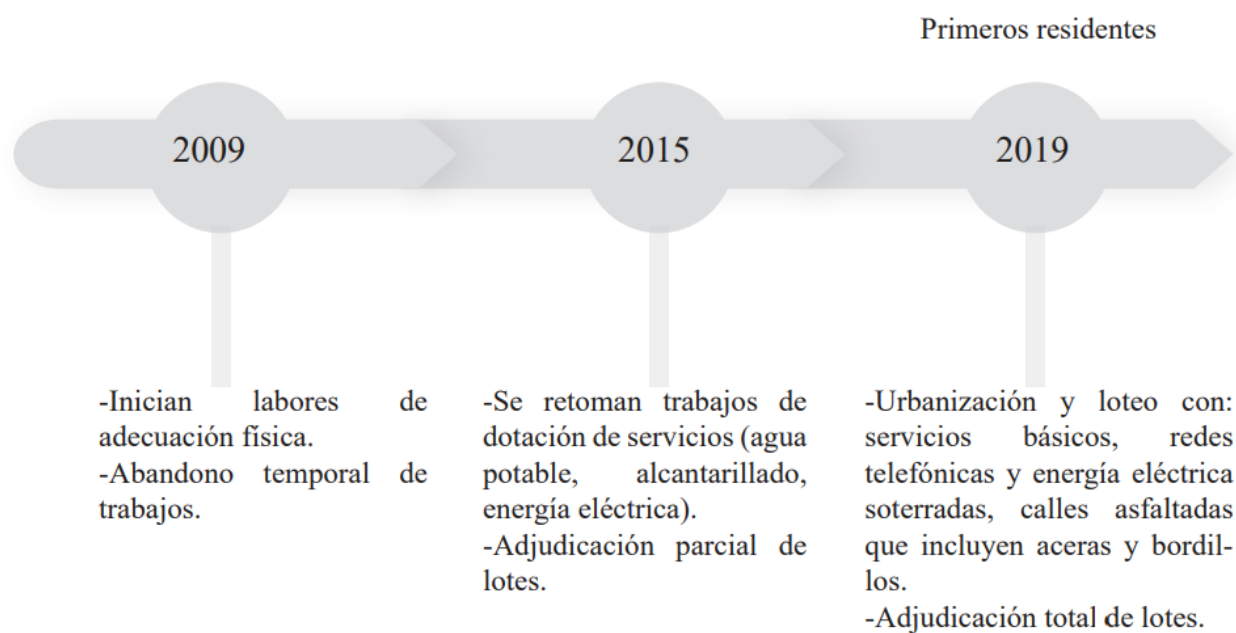 Primeros residentes
2009
2015
2019
-Inician labores de
adecuación física.
-Abandono temporal de
trabajos.
-Se retoman trabajos de
dotación de servicios (agua
potable, alcantarillado,
energía eléctrica).
-Adjudicación parcial de
lotes.
-Urbanización y loteo con:
servicios básicos, redes
telefónicas y energía eléctrica
soterradas, calles asfaltadas
que incluyen aceras y bordil-
los.
-Adjudicación total de lotes.